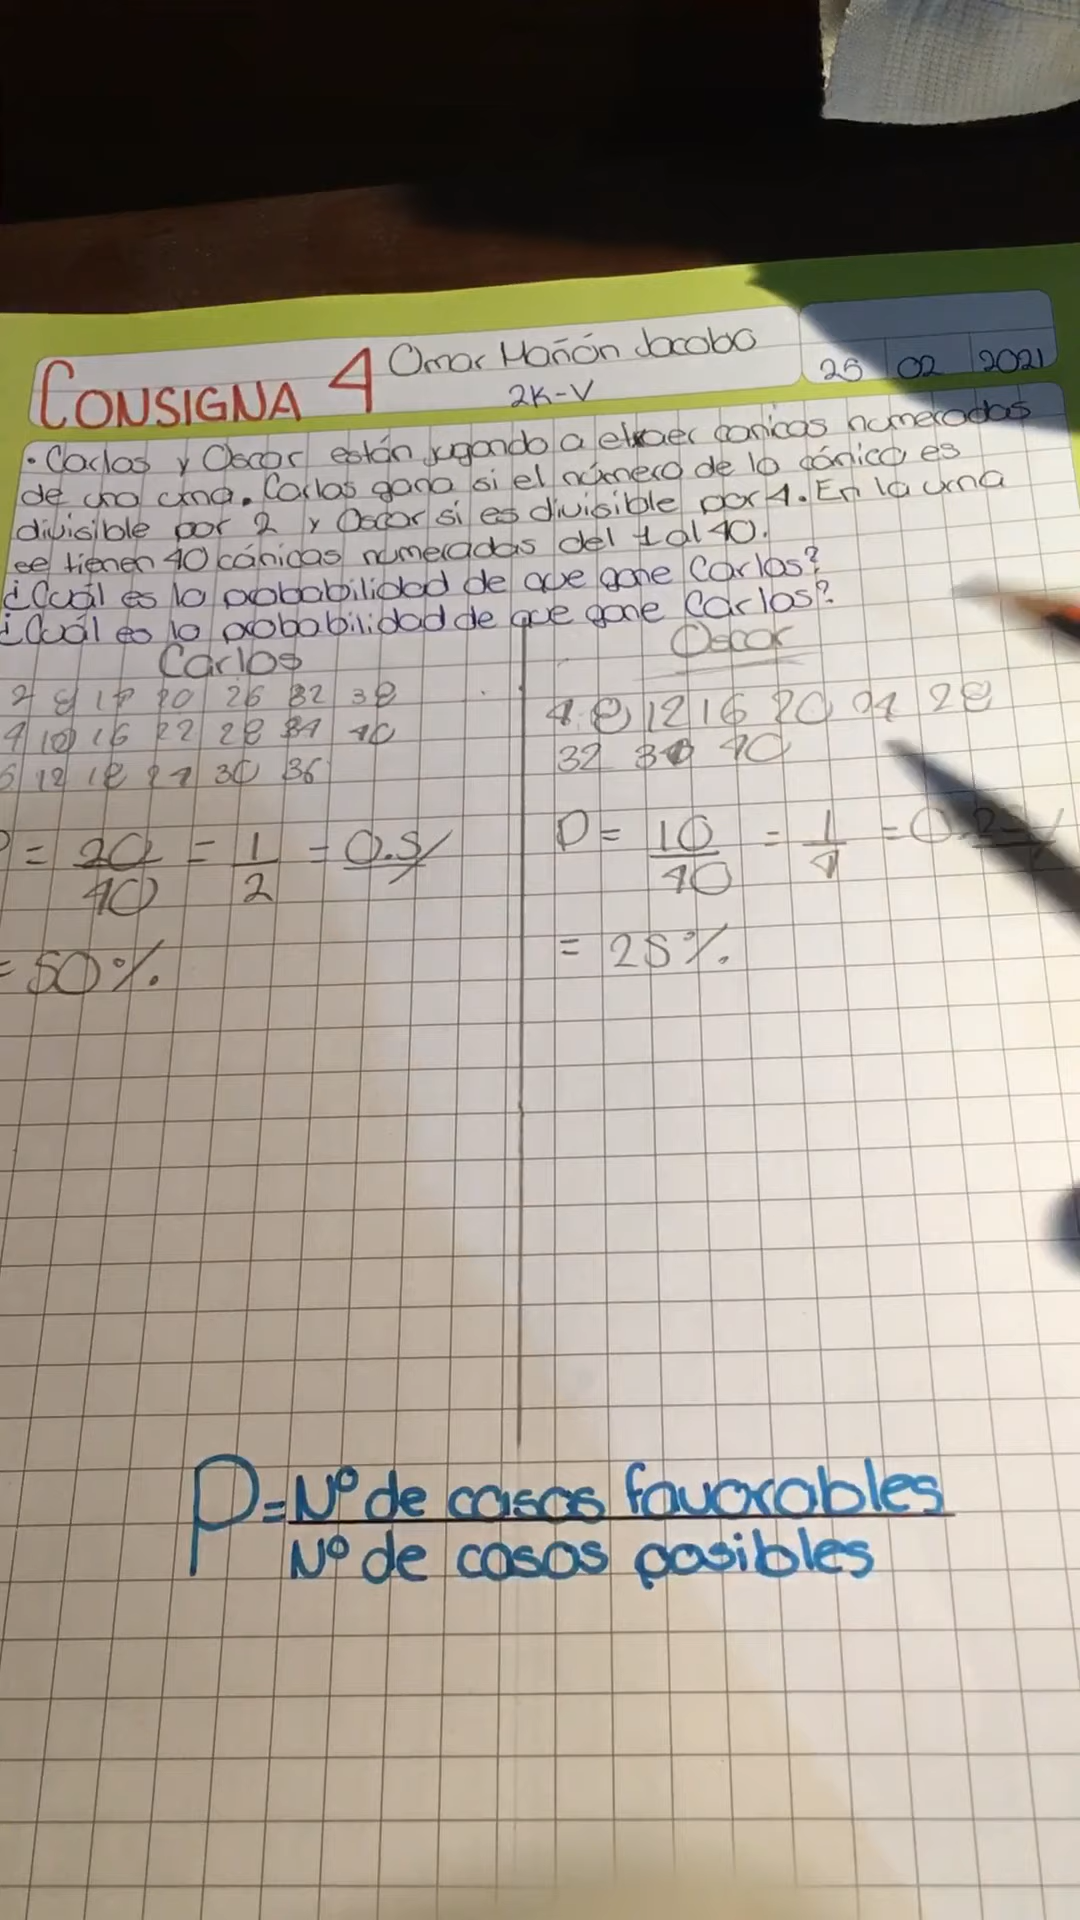 CONSIGNA 4
Omar Mañón Jacobo
2K-V
25 02 2021
• Carlos y Oscar están jugando a extraer canicas numeradas
de una urna. Carlos gana si el número de la cánica es
divisible por 2 y Oscar si es divisible por 4. En la urna
se tienen 40 cánicas numeradas del 1 al 40.
¿Cuál es la probabilidad de que gane Carlos?
¿Cuál es la probabilidad de que gane Carlos?
Carlos
2 8 14 20 26 32 38
4 10 16 22 28 34 40
6 12 18 24 30 36
P = 20/40 = 1/2 = 0.5
= 50%
Oscar
4 8 12 16 20 24 28
32 36 40
P = 10/40 = 1/4 = 0.25
= 25%
P = Nº de casos favorables
Nº de casos posibles